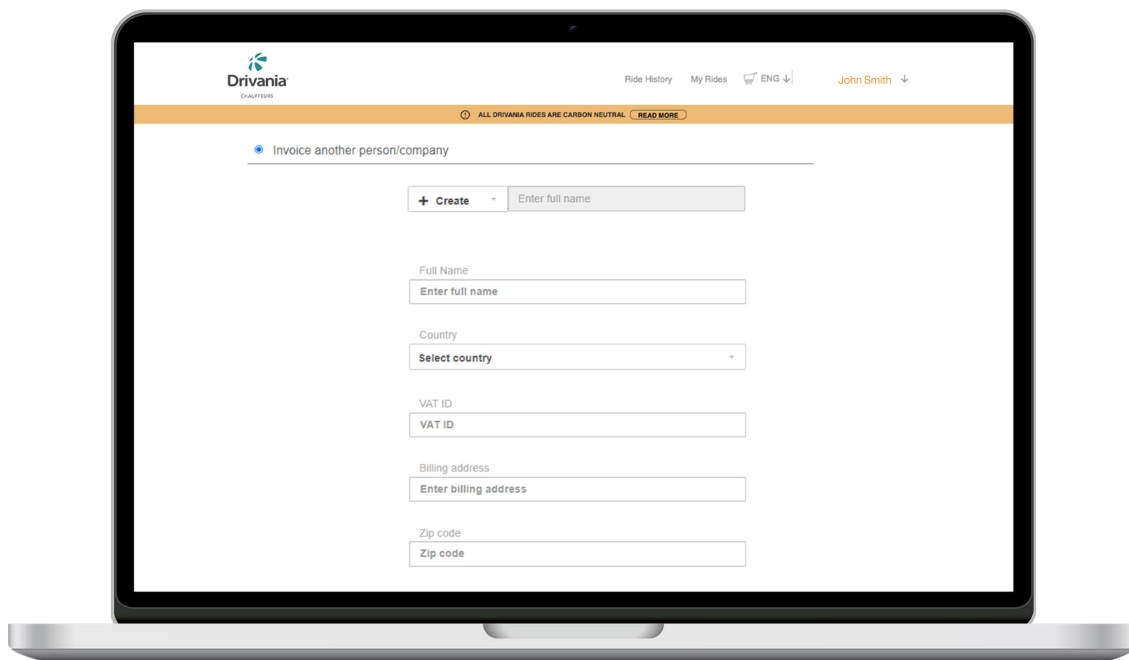 Drivania
CHAUFFEURS
Ride History My Rides ENG John Smith
ALL DRIVANIA RIDES ARE CARBON NEUTRAL READ MORE
Invoice another person/company
Create Enter full name
Full Name
Enter full name
Country
Select country
VAT ID
VAT ID
Billing address
Enter billing address
Zip code
Zip code